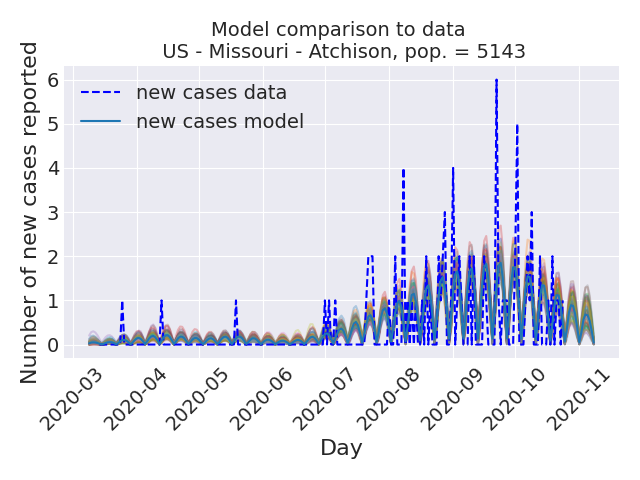 Model comparison to data
US - Missouri - Atchison, pop. = 5143
Number of new cases reported
6
5
4
3
2
1
0
new cases data
new cases model
2020-03
2020-04
2020-05
2020-06
2020-07
2020-08
2020-09
2020-10
2020-11
Day